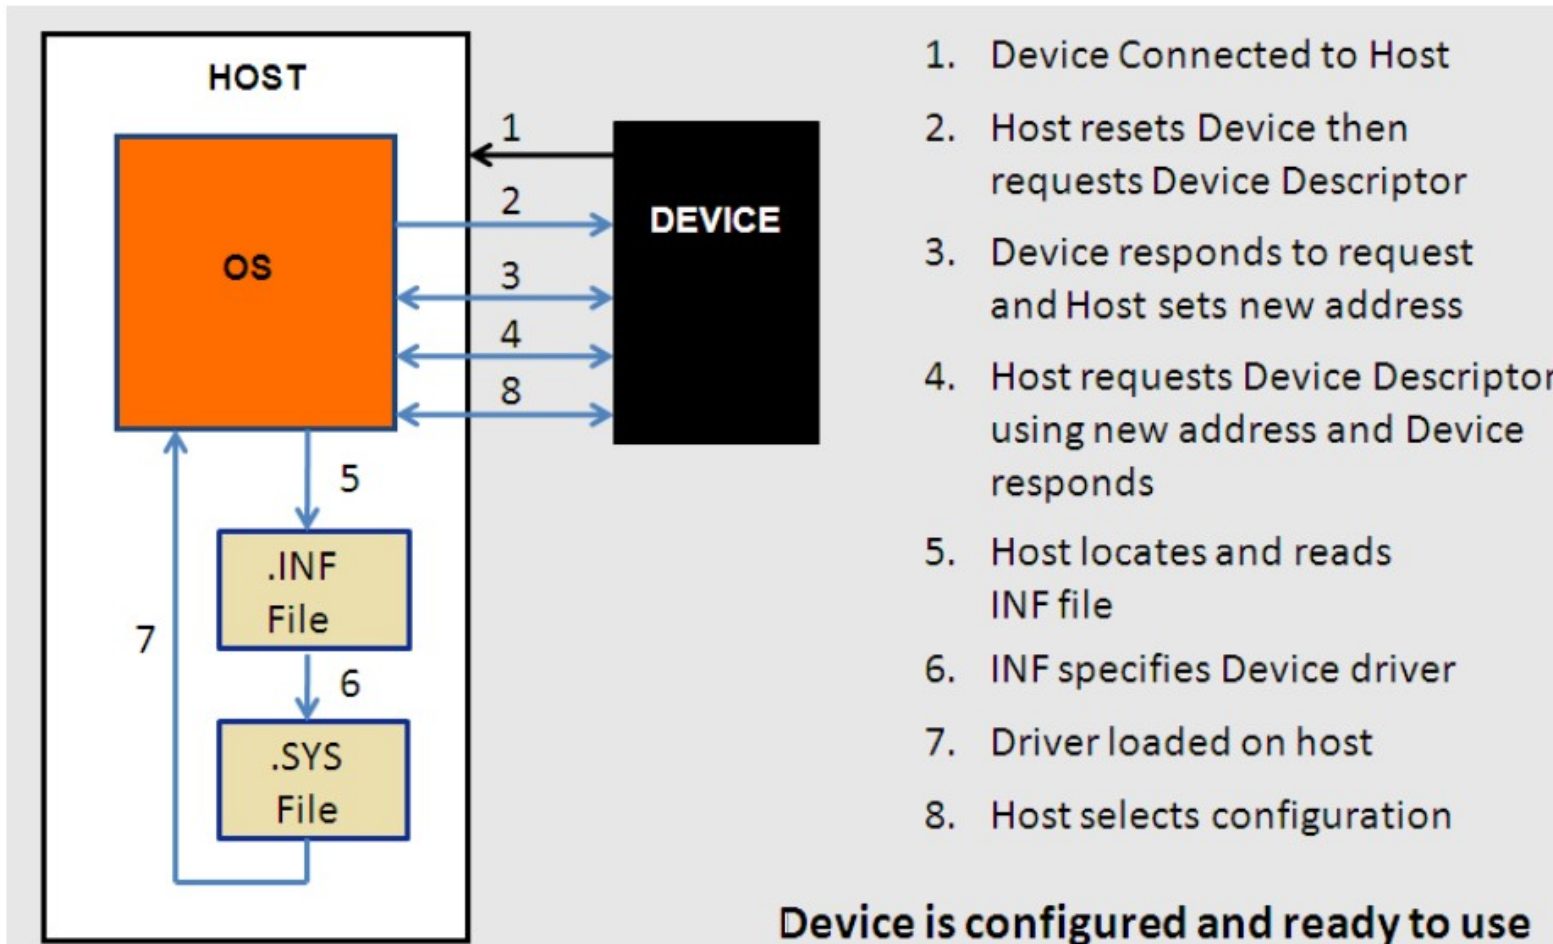 HOST
OS
DEVICE
1
2
3
4
8
5
.INF
File
7
6
.SYS
File
1. Device Connected to Host
2. Host resets Device then
requests Device Descriptor
3. Device responds to request
and Host sets new address
4. Host requests Device Descriptor
using new address and Device
responds
5. Host locates and reads
INF file
6. INF specifies Device driver
7. Driver loaded on host
8. Host selects configuration
Device is configured and ready to use